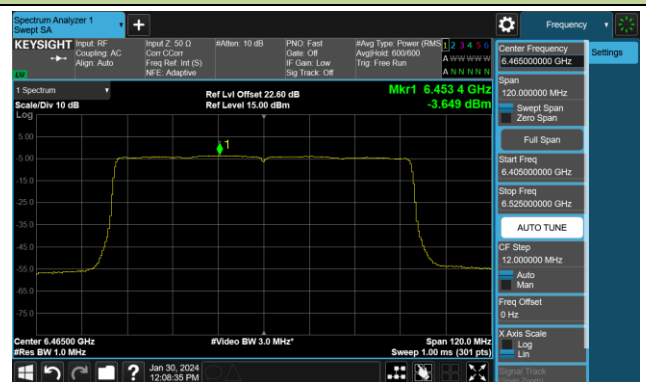 Spectrum Analyzer 1
Swept SA
Frequency
KEYSIGHT
Input: RF
Coupling: AC
Align: Auto
Input Z: 50 Ω
Corr CCorr
Freq Ref: Int (S)
NFE: Adaptive
#Atten: 10 dB
PNO: Fast
Gate: Off
IF Gain: Low
Sig Track: Off
#Avg Type: Power (RMS)
Avg|Hold: 600/600
Trig: Free Run
1 2 3 4 5 6
A W W W W W
A N N N N N
LW
1 Spectrum
Scale/Div 10 dB
Log
Ref Lvl Offset 22.60 dB
Ref Level 15.00 dBm
Mkr1 6.453 4 GHz
-3.649 dBm
1
5.00
-5.00
-15.0
-25.0
-35.0
-45.0
-55.0
-65.0
-75.0
Center 6.46500 GHz
#Res BW 1.0 MHz
#Video BW 3.0 MHz*
Span 120.0 MHz
Sweep 1.00 ms (301 pts)
Jan 30, 2024
12:08:35 PM
Center Frequency
6.465000000 GHz
Settings
Span
120.000000 MHz
Swept Span
Zero Span
Full Span
Start Freq
6.405000000 GHz
Stop Freq
6.525000000 GHz
AUTO TUNE
CF Step
12.000000 MHz
Auto
Man
Freq Offset
0 Hz
X Axis Scale
Log
Lin
Signal Track